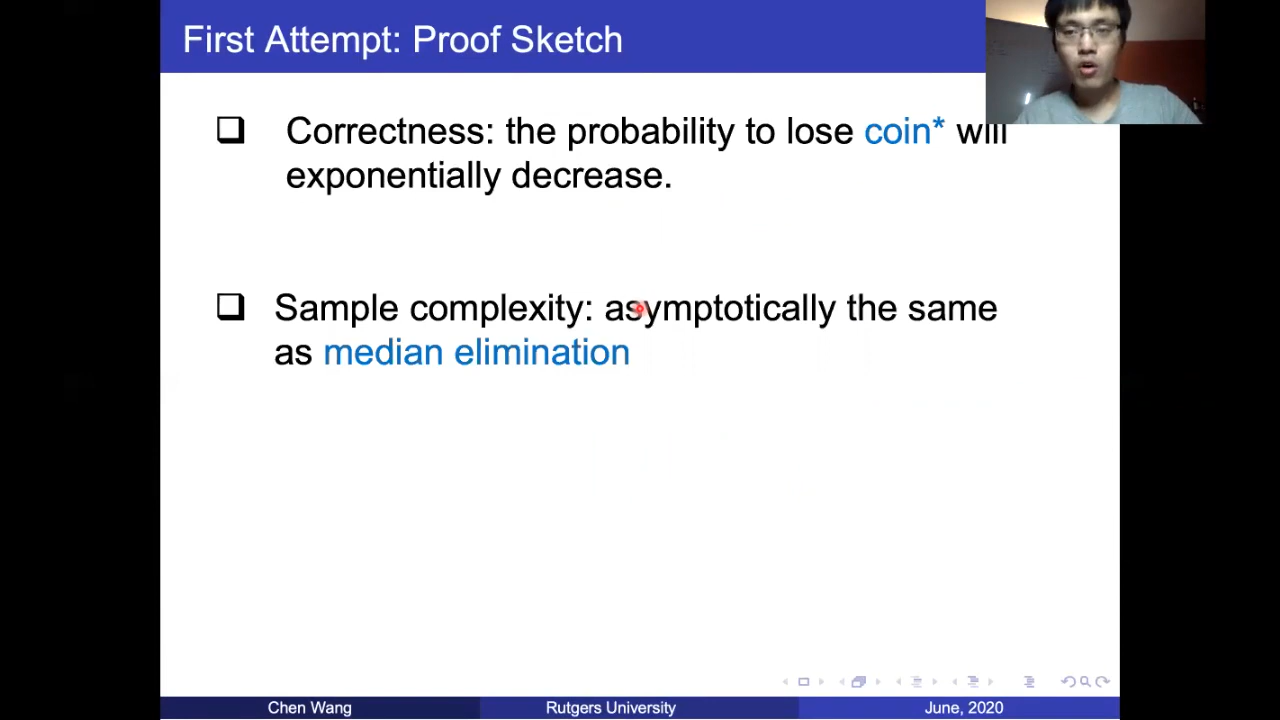 First Attempt: Proof Sketch
Correctness: the probability to lose coin* will
exponentially decrease.
Sample complexity: asymptotically the same
as median elimination
Chen Wang Rutgers University June, 2020